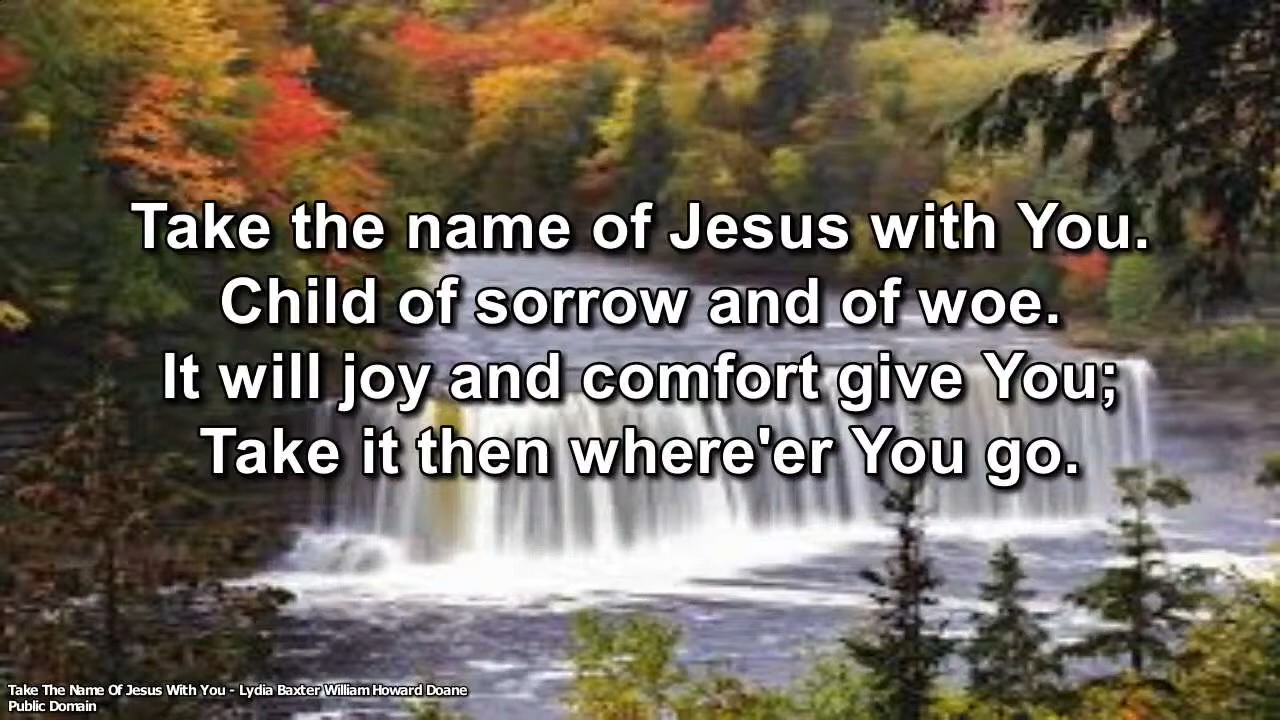 Take the name of Jesus with You.
Child of sorrow and of woe.
It will joy and comfort give You;
Take it then where'er You go.
Take The Name Of Jesus With You - Lydia Baxter William Howard Doane
Public Domain